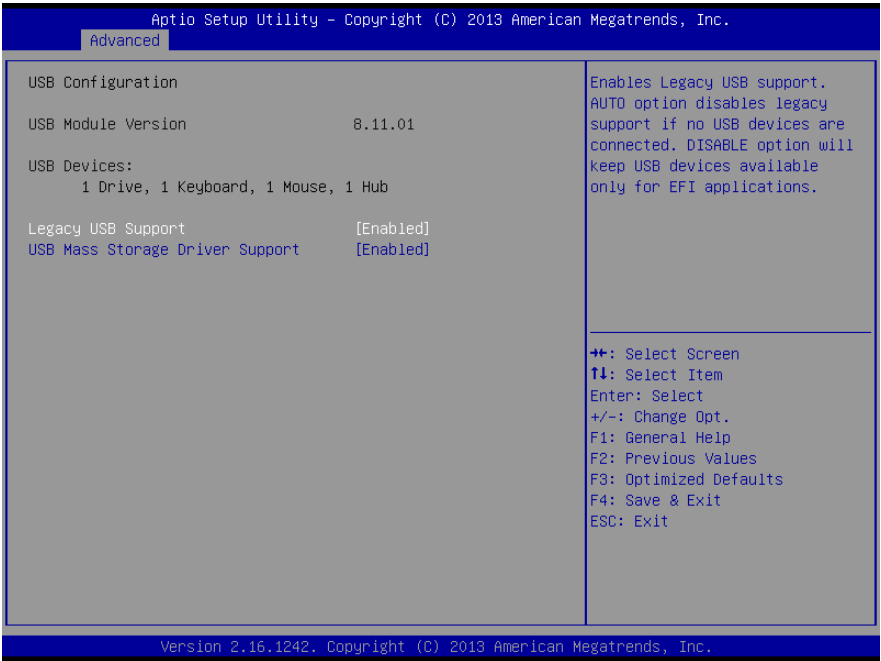 Aptio Setup Utility – Copyright (C) 2013 American Megatrends, Inc.
Advanced
USB Configuration
USB Module Version 8.11.01
USB Devices:
1 Drive, 1 Keyboard, 1 Mouse, 1 Hub
Legacy USB Support [Enabled]
USB Mass Storage Driver Support [Enabled]
Enables Legacy USB support.
AUTO option disables legacy
support if no USB devices are
connected. DISABLE option will
keep USB devices available
only for EFI applications.
→←: Select Screen
↑↓: Select Item
Enter: Select
+/-: Change Opt.
F1: General Help
F2: Previous Values
F3: Optimized Defaults
F4: Save & Exit
ESC: Exit
Version 2.16.1242. Copyright (C) 2013 American Megatrends, Inc.